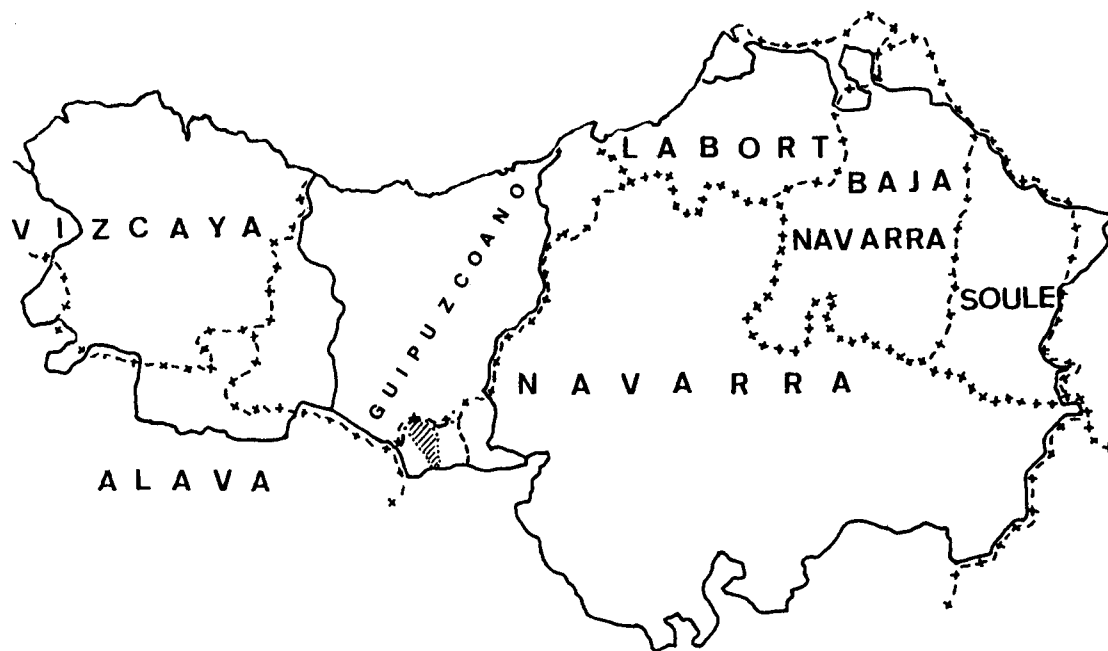 LABORT
BAJA
VIZCAYA
NAVARRA
GUIPUZCOANO
SOULE
NAVARRA
ALAVA